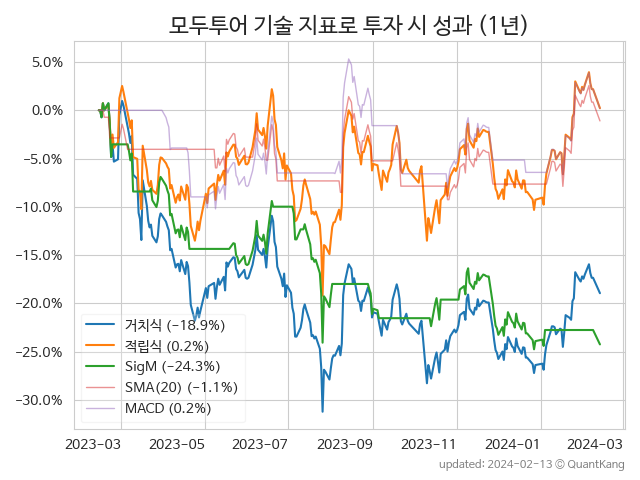 모두투어 기술 지표로 투자 시 성과 (1년)
5.0%
0.0%
−5.0%
−10.0%
−15.0%
−20.0%
−25.0%
−30.0%
거치식 (−18.9%)
적립식 (0.2%)
SigM (−24.3%)
SMA(20) (−1.1%)
MACD (0.2%)
2023-03 2023-05 2023-07 2023-09 2023-11 2024-01 2024-03
updated: 2024-02-13 © QuantKang